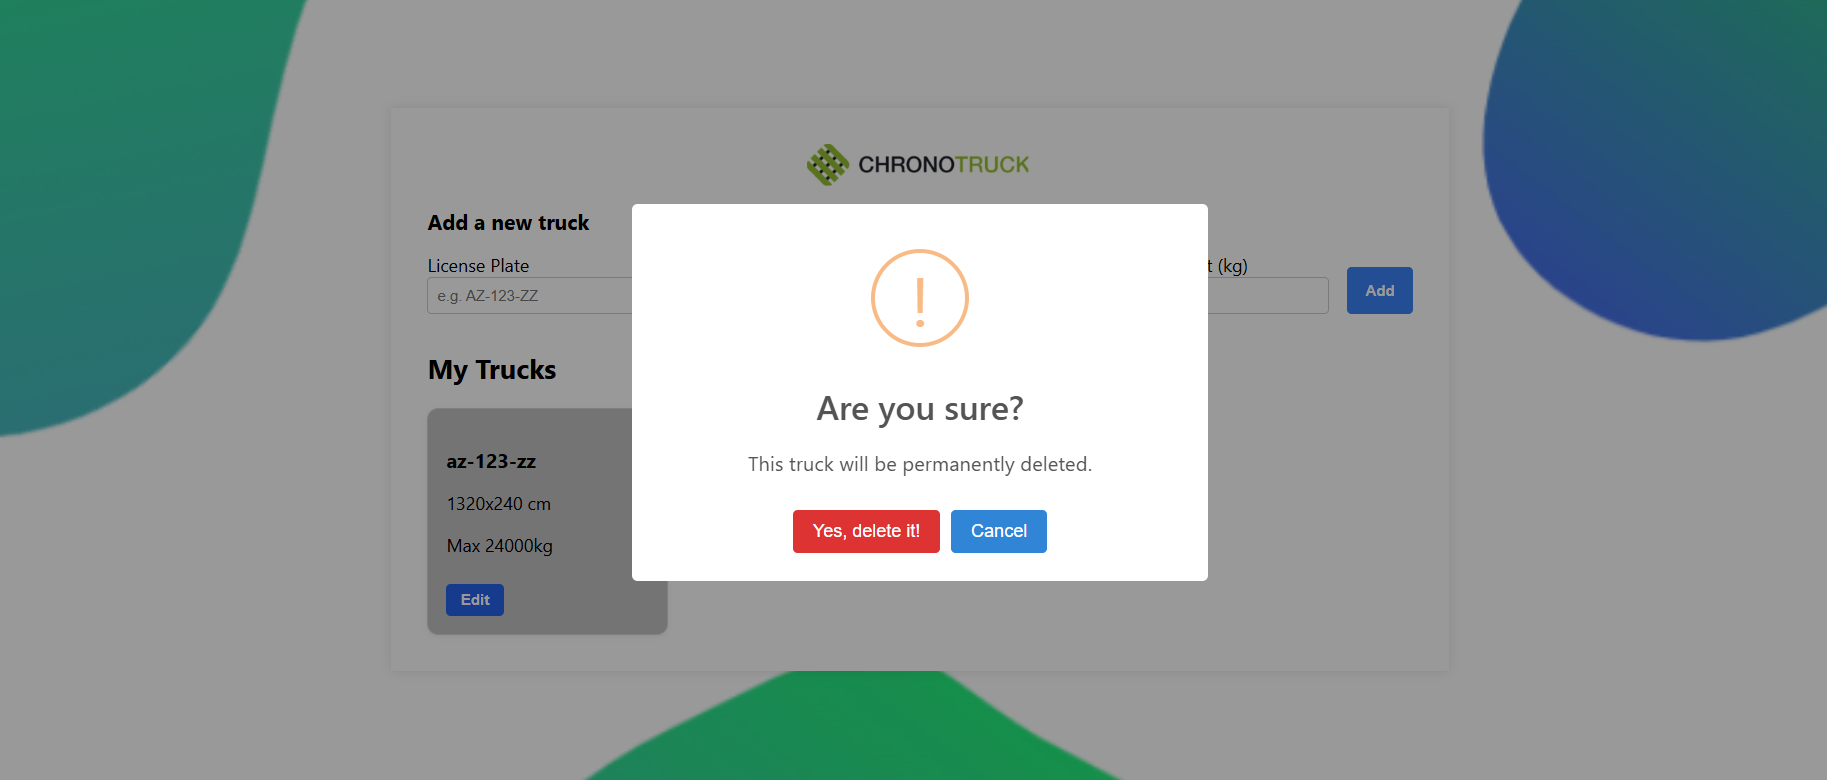 CHRONOTRUCK
Add a new truck
License Plate
(kg)
e.g. AZ-123-ZZ
Add
My Trucks
az-123-zz
1320x240 cm
Max 24000kg
Edit
!
Are you sure?
This truck will be permanently deleted.
Yes, delete it!
Cancel